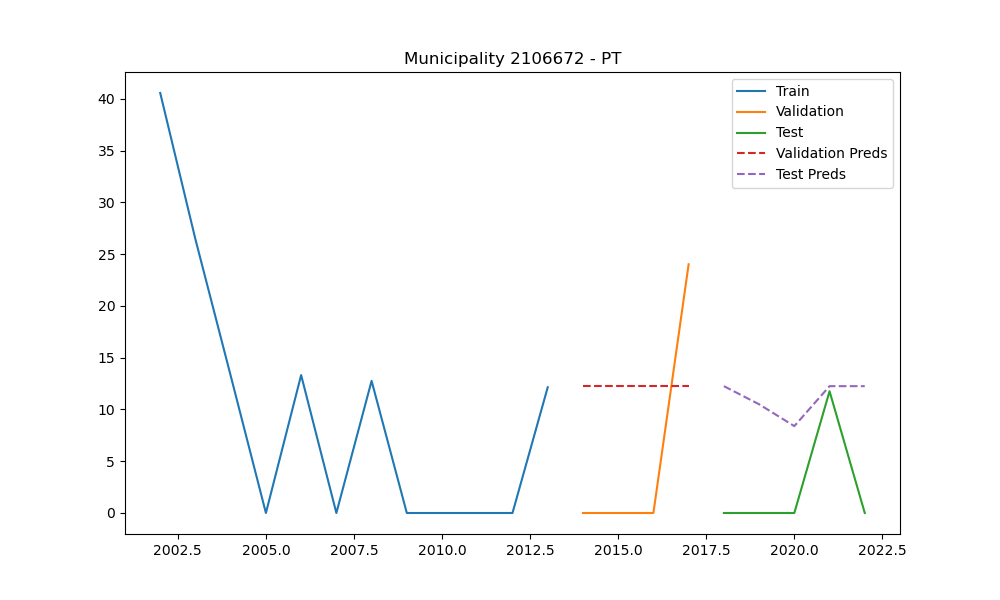 Municipality 2106672 - PT
Train
Validation
Test
Validation Preds
Test Preds
40
35
30
25
20
15
10
5
0
2002.5 2005.0 2007.5 2010.0 2012.5 2015.0 2017.5 2020.0 2022.5